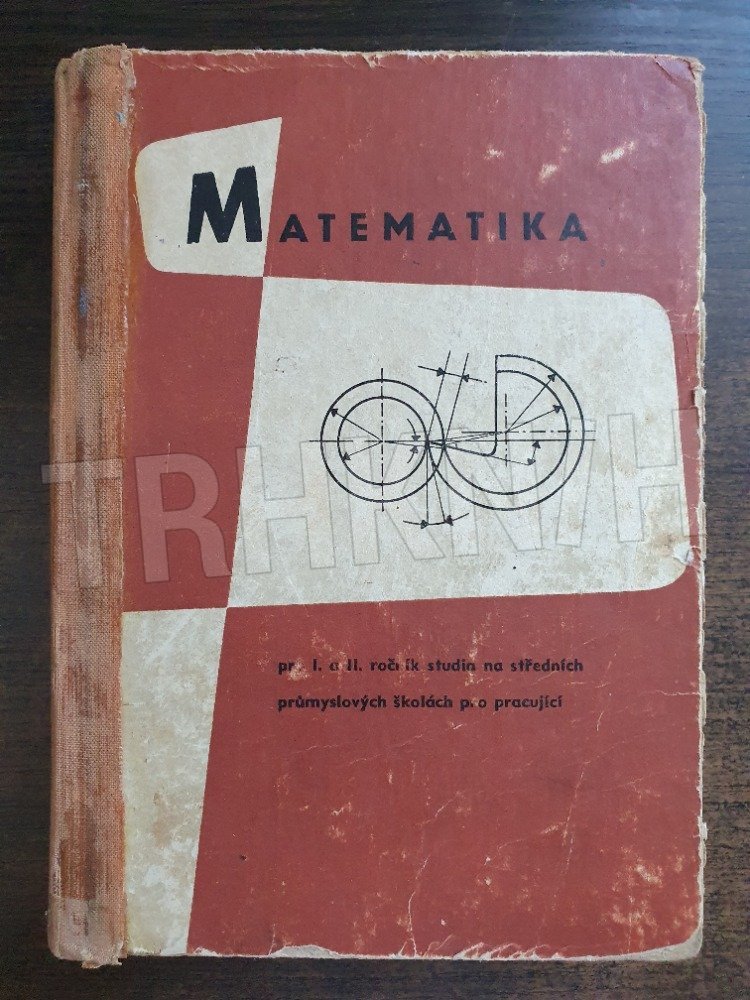 MATEMATIKA
pro I. a II. ročník studia na středních
průmyslových školách pro pracující
TRHKNIH